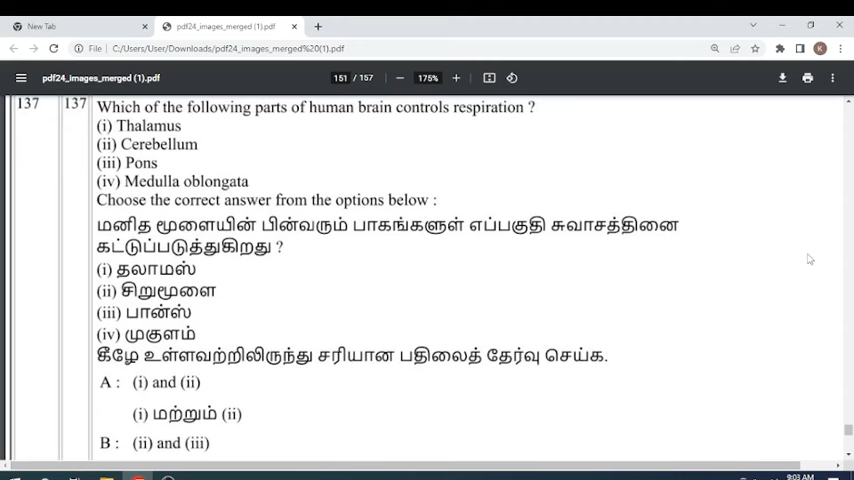 New Tab
pdf24_images_merged (1).pdf
File C:/Users/User/Downloads/pdf24_images_merged%20(1).pdf
K
pdf24_images_merged (1).pdf
151 / 157
175%
137 137 Which of the following parts of human brain controls respiration ?
(i) Thalamus
(ii) Cerebellum
(iii) Pons
(iv) Medulla oblongata
Choose the correct answer from the options below :
மனித மூளையின் பின்வரும் பாகங்களுள் எப்பகுதி சுவாசத்தினை
கட்டுப்படுத்துகிறது ?
(i) தலாமஸ்
(ii) சிறுமூளை
(iii) பான்ஸ்
(iv) முகுளம்
கீழே உள்ளவற்றிலிருந்து சரியான பதிலைத் தேர்வு செய்க.
A : (i) and (ii)
(i) மற்றும் (ii)
B : (ii) and (iii)
9:03 AM